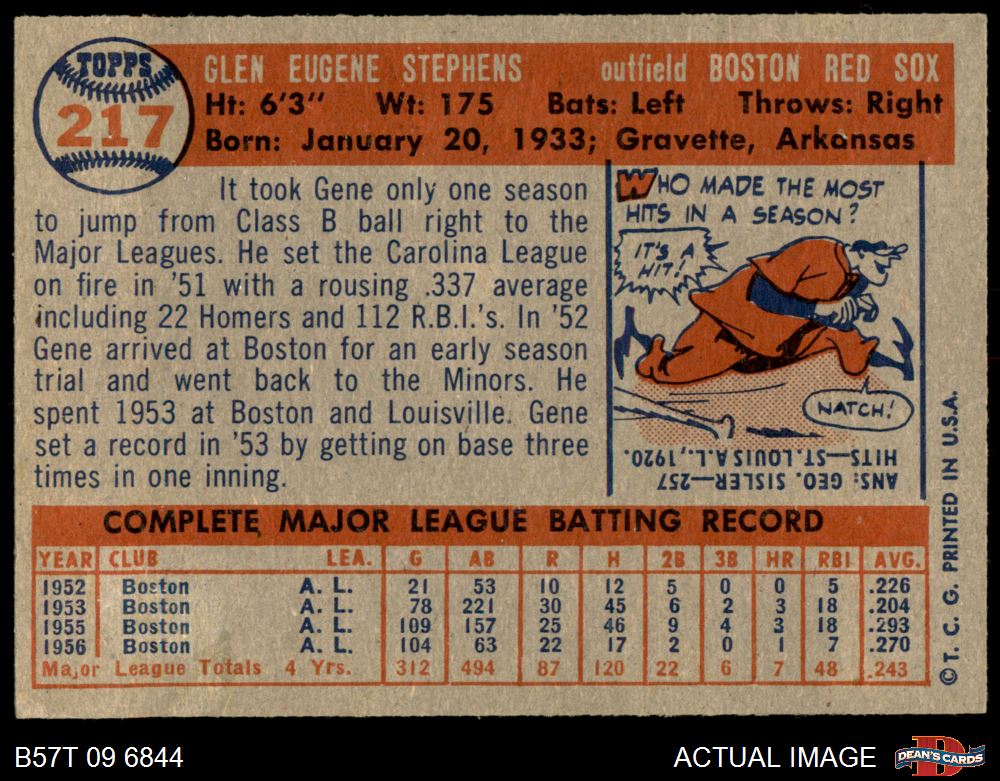 TOPPS
217
GLEN EUGENE STEPHENS outfield BOSTON RED SOX
Ht: 6'3" Wt: 175 Bats: Left Throws: Right
Born: January 20, 1933; Gravette, Arkansas
It took Gene only one season
to jump from Class B ball right to the
Major Leagues. He set the Carolina League
on fire in '51 with a rousing .337 average
including 22 Homers and 112 R.B.I.'s. In '52
Gene arrived at Boston for an early season
trial and went back to the Minors. He
spent 1953 at Boston and Louisville. Gene
set a record in '53 by getting on base three
times in one inning.
WHO MADE THE MOST
HITS IN A SEASON?
IT'S A
HIT!
NATCH!
ANS: GEO. SISLER—257
HITS—ST. LOUIS A.L., 1920.
COMPLETE MAJOR LEAGUE BATTING RECORD
YEAR CLUB LEA. G AB R H 2B 3B HR RBI AVG.
1952 Boston A. L. 21 53 10 12 5 0 0 5 .226
1953 Boston A. L. 78 221 30 45 6 2 3 18 .204
1955 Boston A. L. 109 157 25 46 9 4 3 18 .293
1956 Boston A. L. 104 63 22 17 2 0 1 7 .270
Major League Totals 4 Yrs. 312 494 87 120 22 6 7 48 .243
© T. C. G. PRINTED IN U.S.A.
B57T 09 6844
ACTUAL IMAGE
D
DEAN'S CARDS